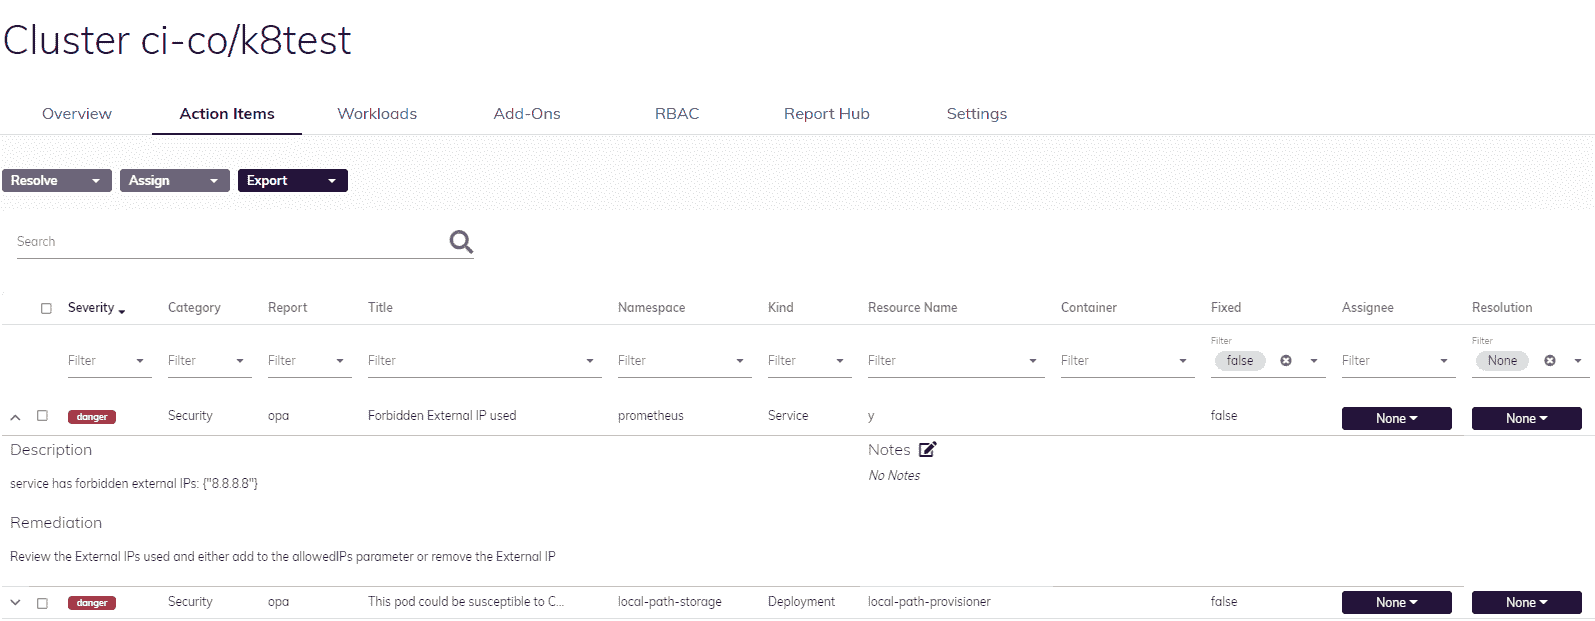 Cluster ci-co/k8test
Overview Action Items Workloads Add-Ons RBAC Report Hub Settings
Resolve Assign Export
Search
Severity Category Report Title Namespace Kind Resource Name Container Fixed Assignee Resolution
Filter Filter
Filter Filter Filter Filter Filter Filter Filter Filter false Filter None
danger Security opa Forbidden External IP used prometheus Service y false None None
Description Notes
No Notes
service has forbidden external IPs: {"8.8.8.8"}
Remediation
Review the External IPs used and either add to the allowedIPs parameter or remove the External IP
danger Security opa This pod could be susceptible to C... local-path-storage Deployment local-path-provisioner false None None